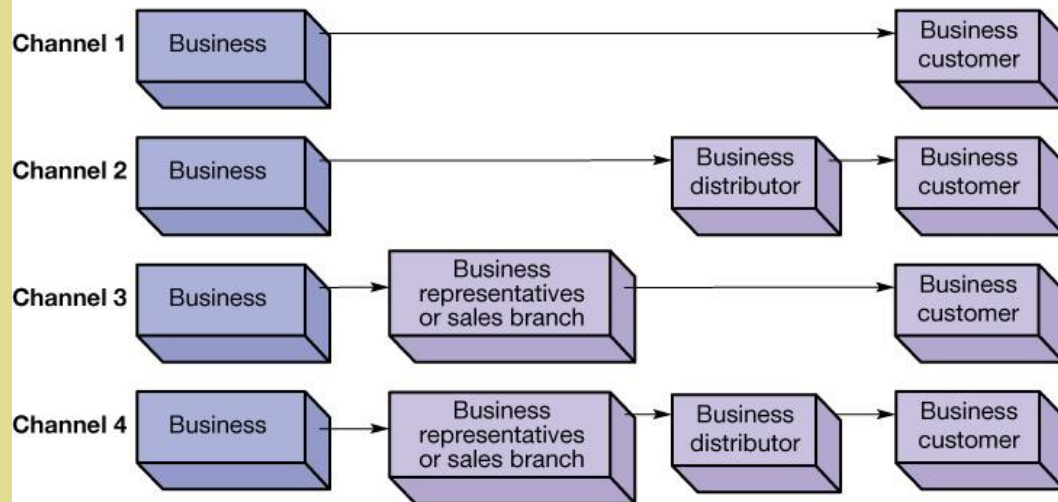 Channel 1
Business
Business
customer
Channel 2
Business
Business
distributor
Business
customer
Channel 3
Business
Business
representatives
or sales branch
Business
customer
Channel 4
Business
Business
representatives
or sales branch
Business
distributor
Business
customer